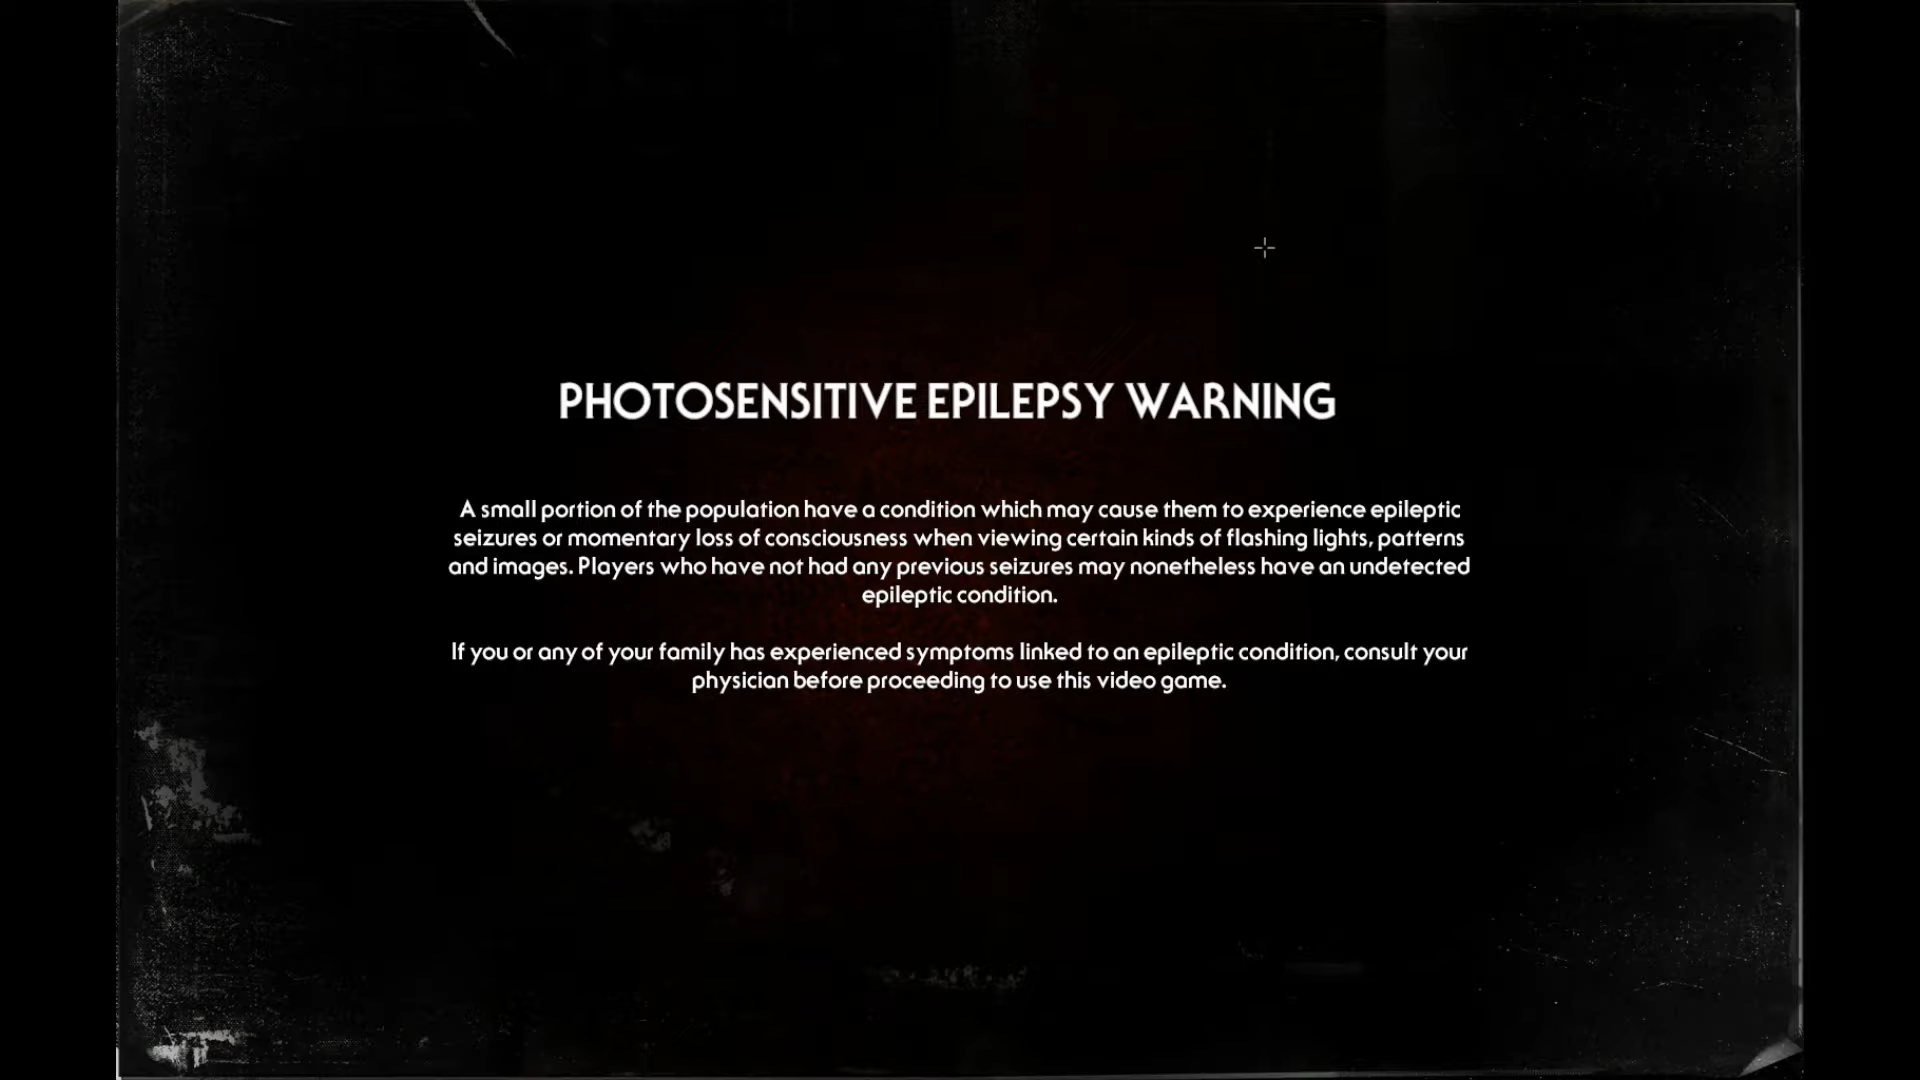 PHOTOSENSITIVE EPILEPSY WARNING
A small portion of the population have a condition which may cause them to experience epileptic
seizures or momentary loss of consciousness when viewing certain kinds of flashing lights, patterns
and images. Players who have not had any previous seizures may nonetheless have an undetected
epileptic condition.
If you or any of your family has experienced symptoms linked to an epileptic condition, consult your
physician before proceeding to use this video game.